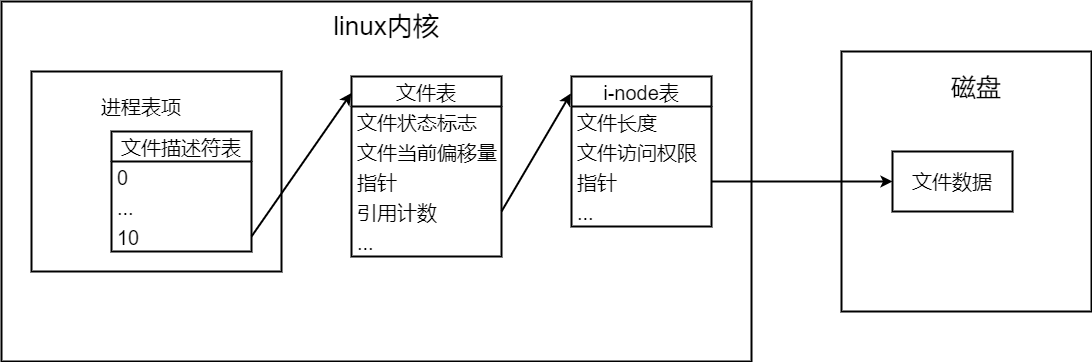 linux内核
进程表项
文件描述符表
0
...
10
文件表
文件状态标志
文件当前偏移量
指针
引用计数
...
i-node表
文件长度
文件访问权限
指针
...
磁盘
文件数据